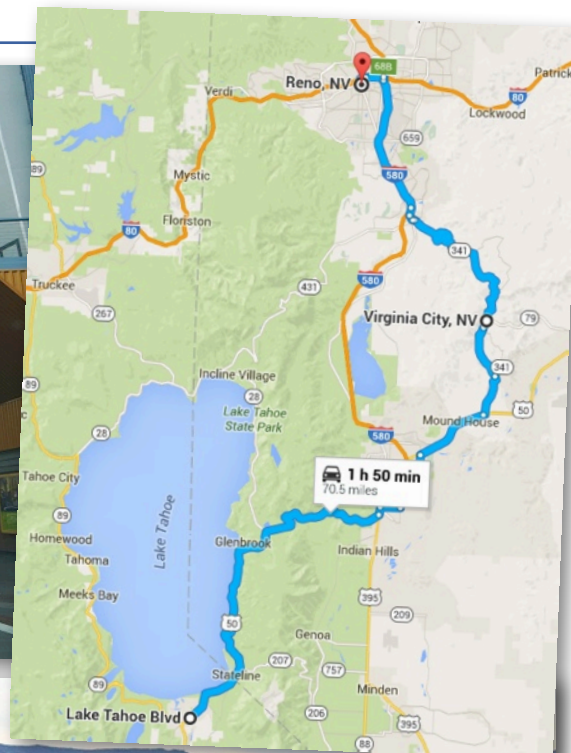 Reno, NV
688
Patrick
Verdi
80
Lockwood
659
89
Mystic
580
Floriston
80
341
Truckee
431
580
267
Virginia City, NV
79
Incline Village
341
89
28
50
Lake Tahoe
State Park
Mound House
28
580
Tahoe City
1 h 50 min
70.5 miles
89
Lake Tahoe
Homewood
Glenbrook
Indian Hills
Tahoma
Meeks Bay
395
209
50
Genoa
207
757
Stateline
89
Minden
Lake Tahoe Blvd
206
395
88